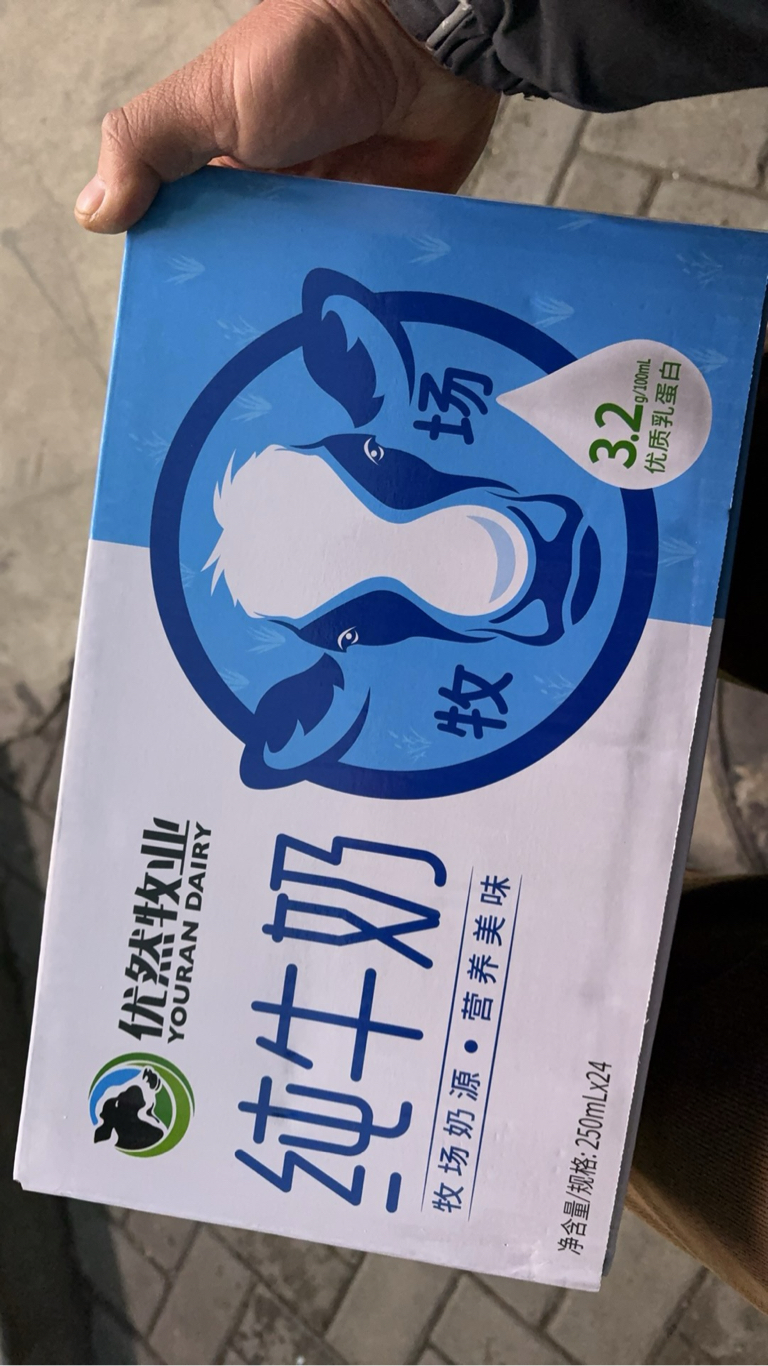 优然牧业
YOURAN DAIRY
纯牛奶
牧场奶源·营养美味
净含量/规格: 250mLx24
牧 场
3.2g/100mL
优质乳蛋白